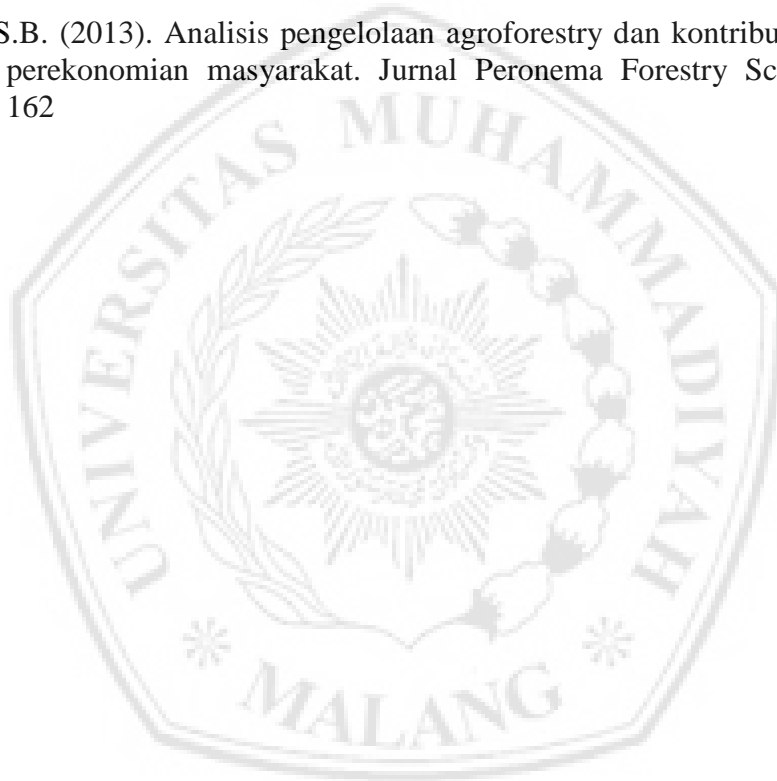 S.B. (2013). Analisis pengelolaan agroforestry dan kontribu
perekonomian masyarakat. Jurnal Peronema Forestry Sc
162
UNIVERSITAS MUHAMMADIYAH
MALANG